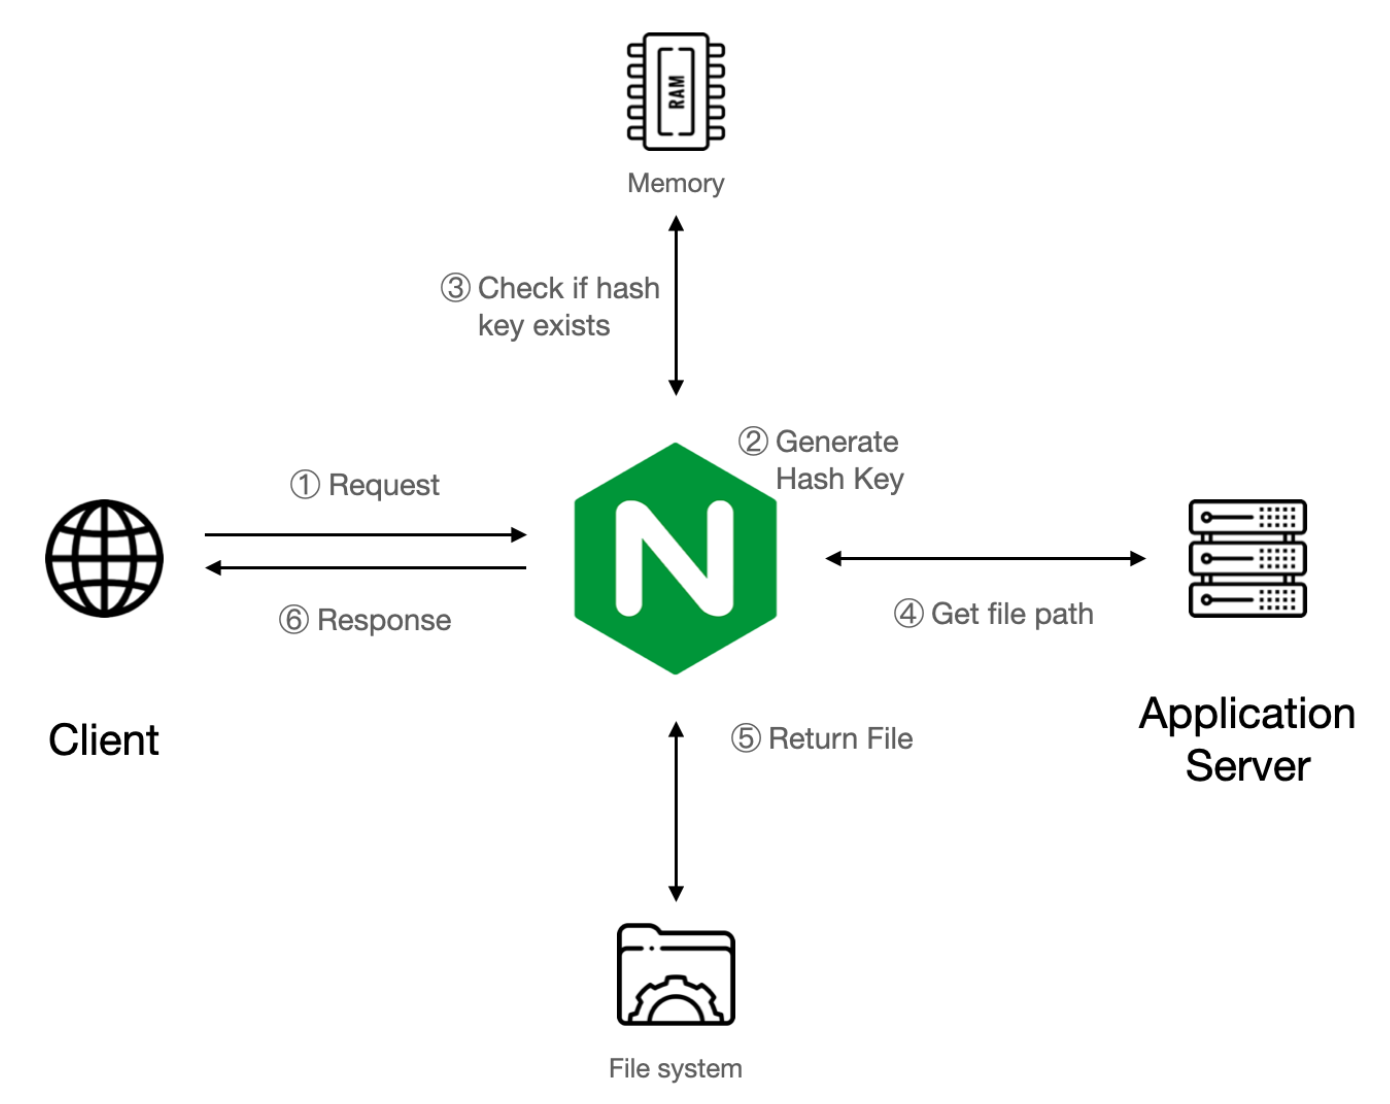 RAM
Memory
③ Check if hash
key exists
② Generate
Hash Key
① Request
N
⑥ Response
④ Get file path
Client
⑤ Return File
Application
Server
File system